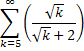 ∑_{k=5}^{∞} (√k / (√k + 2))